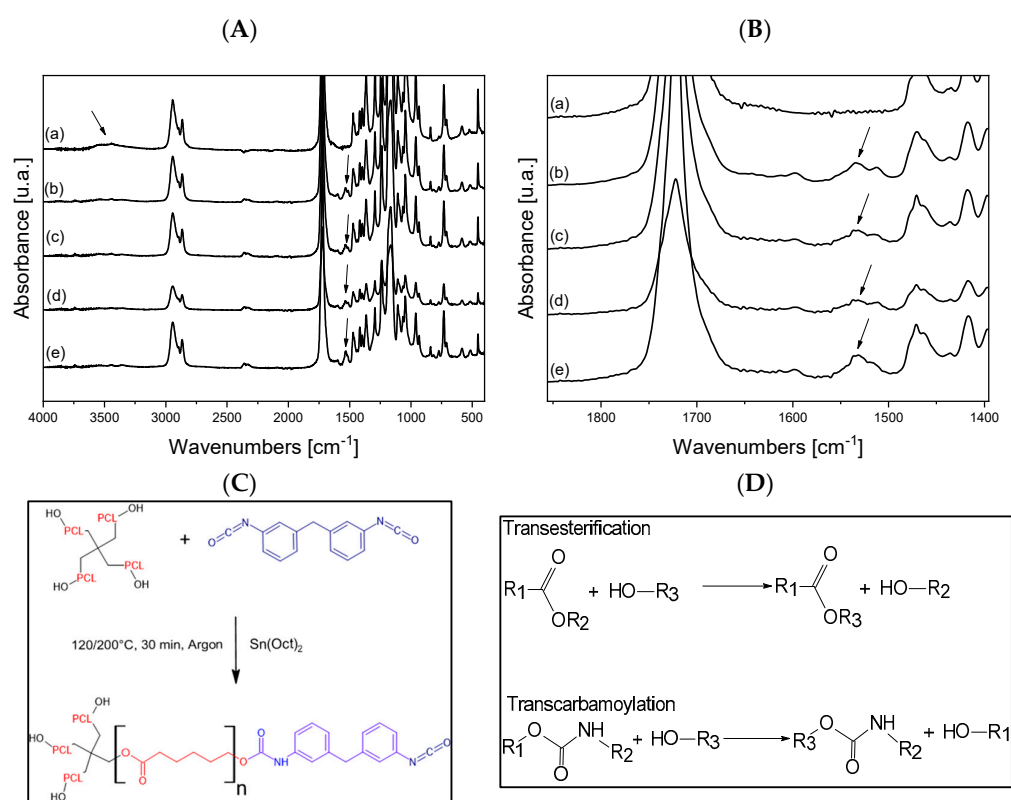 (A)
(B)
(a)
(b)
(c)
(d)
(e)
Absorbance [u.a.]
4000 3500 3000 2500 2000 1500 1000 500
Wavenumbers [cm⁻¹]
(a)
(b)
(c)
(d)
(e)
Absorbance [u.a.]
1800 1700 1600 1500 1400
Wavenumbers [cm⁻¹]
(C)
(D)
HO OH
PCL PCL
PCL PCL
HO OH
+
O=C=N N=C=O
120/200°C, 30 min, Argon Sn(Oct)₂
OH
PCL
HO PCL
PCL
HO
O O O O
NH N=C=O
n
Transesterification
R₁ O OR₂ + HO—R₃ R₁ O OR₃ + HO—R₂
Transcarbamoylation
R₁ O O NH R₂ + HO—R₃ R₃ O O NH R₂ + HO—R₁